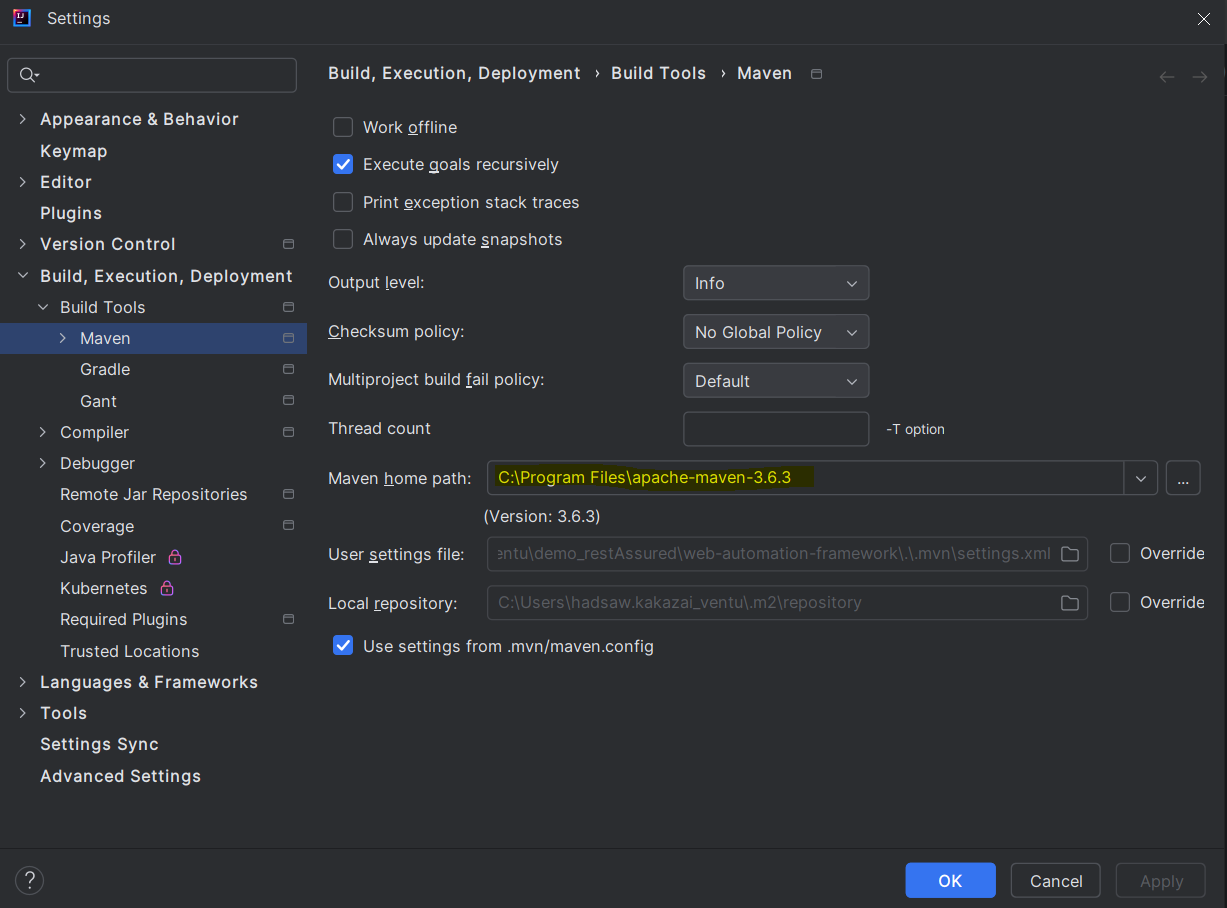 Settings
Build, Execution, Deployment › Build Tools › Maven
Appearance & Behavior
Keymap
Editor
Plugins
Version Control
Build, Execution, Deployment
Build Tools
Maven
Gradle
Gant
Compiler
Debugger
Remote Jar Repositories
Coverage
Java Profiler
Kubernetes
Required Plugins
Trusted Locations
Languages & Frameworks
Tools
Settings Sync
Advanced Settings
Work offline
Execute goals recursively
Print exception stack traces
Always update snapshots
Output level: Info
Checksum policy: No Global Policy
Multiproject build fail policy: Default
Thread count -T option
Maven home path: C:\Program Files\apache-maven-3.6.3 ...
(Version: 3.6.3)
User settings file: entu\demo_restAssured\web-automation-framework\.\.mvn\settings.xml Override
Local repository: C:\Users\hadsaw.kakazai_ventu\.m2\repository Override
Use settings from .mvn/maven.config
? OK Cancel Apply